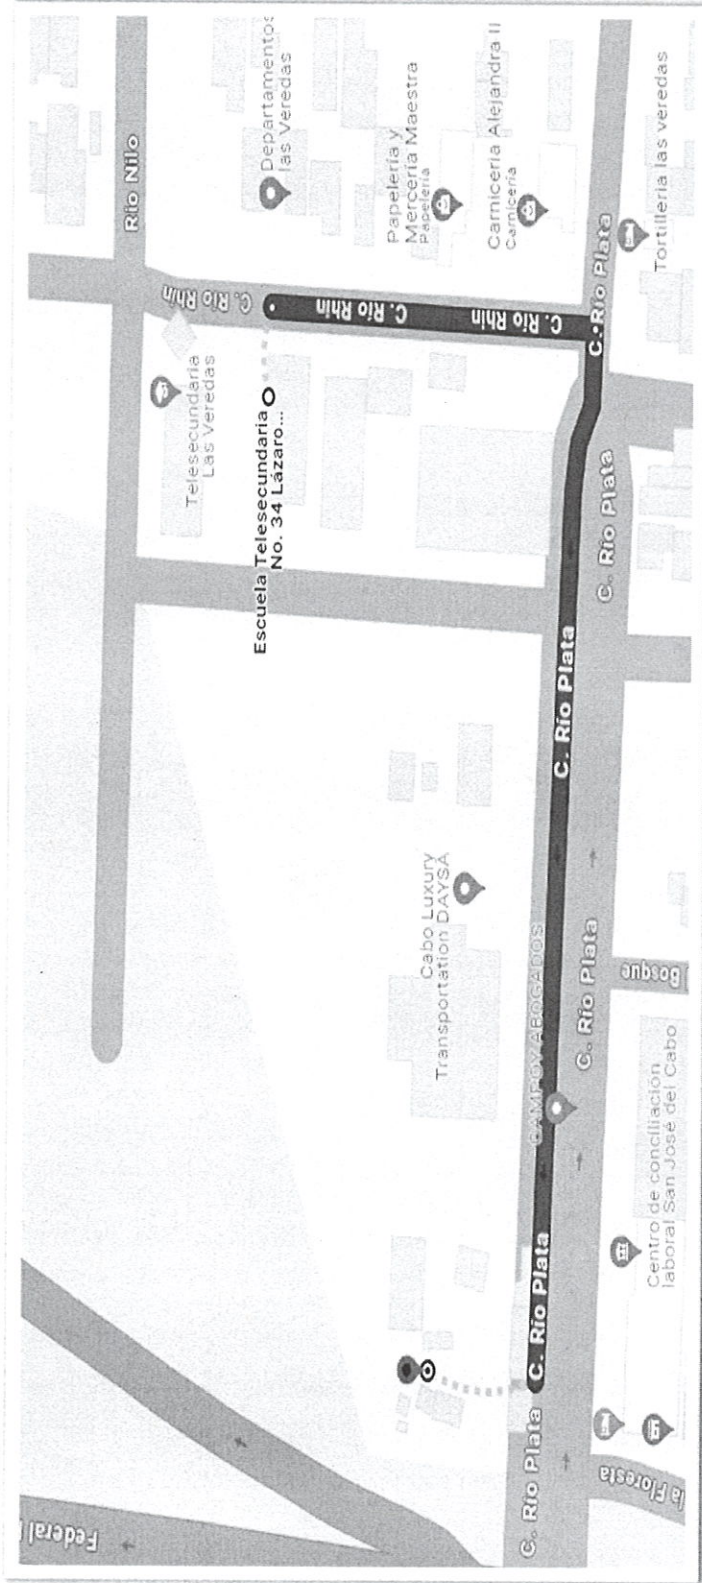 Río Nilo
Departamentos
las Veredas
C. Río Rhin
Telesecundaria
Las Veredas
Escuela Telesecundaria
No. 34 Lázaro...
Papelería y
Mercería Maestra
Papelería
C. Río Rhin
Carnicería Alejandra II
Carnicería
C. Río Rhin
C. Río Plata
Tortilleria las veredas
C. Río Plata
C. Río Plata
Cabo Luxury
Transportation DAYSA
CAMPOY ABOGADOS
C. Río Plata
Bosque
C. Río Plata
Centro de conciliación
laboral San José del Cabo
C. Río Plata
la Floresta
Federal